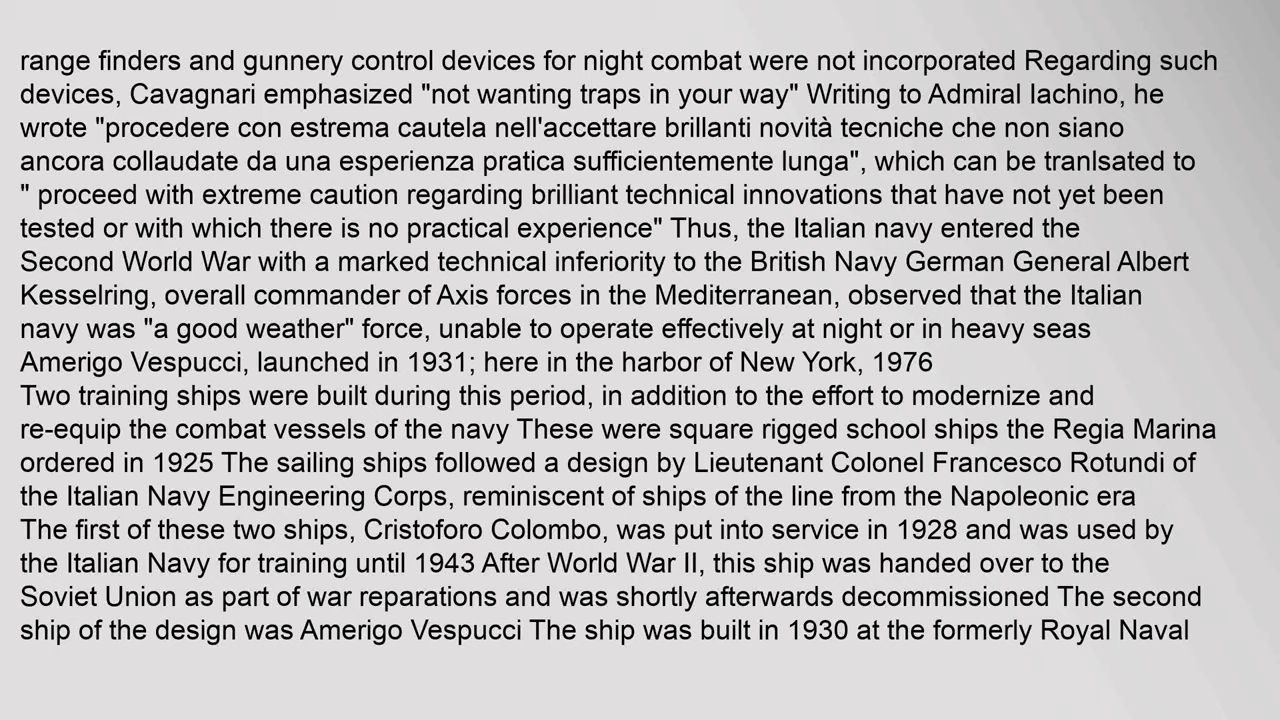 range finders and gunnery control devices for night combat were not incorporated Regarding such
devices, Cavagnari emphasized "not wanting traps in your way" Writing to Admiral Iachino, he
wrote "procedere con estrema cautela nell'accettare brillanti novità tecniche che non siano
ancora collaudate da una esperienza pratica sufficientemente lunga", which can be tranlsated to
" proceed with extreme caution regarding brilliant technical innovations that have not yet been
tested or with which there is no practical experience" Thus, the Italian navy entered the
Second World War with a marked technical inferiority to the British Navy German General Albert
Kesselring, overall commander of Axis forces in the Mediterranean, observed that the Italian
navy was "a good weather" force, unable to operate effectively at night or in heavy seas
Amerigo Vespucci, launched in 1931; here in the harbor of New York, 1976
Two training ships were built during this period, in addition to the effort to modernize and
re-equip the combat vessels of the navy These were square rigged school ships the Regia Marina
ordered in 1925 The sailing ships followed a design by Lieutenant Colonel Francesco Rotundi of
the Italian Navy Engineering Corps, reminiscent of ships of the line from the Napoleonic era
The first of these two ships, Cristoforo Colombo, was put into service in 1928 and was used by
the Italian Navy for training until 1943 After World War II, this ship was handed over to the
Soviet Union as part of war reparations and was shortly afterwards decommissioned The second
ship of the design was Amerigo Vespucci The ship was built in 1930 at the formerly Royal Naval